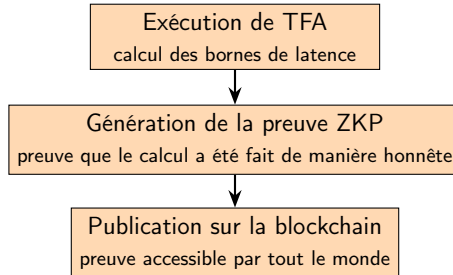 Exécution de TFA
calcul des bornes de latence
Génération de la preuve ZKP
preuve que le calcul a été fait de manière honnête
Publication sur la blockchain
preuve accessible par tout le monde